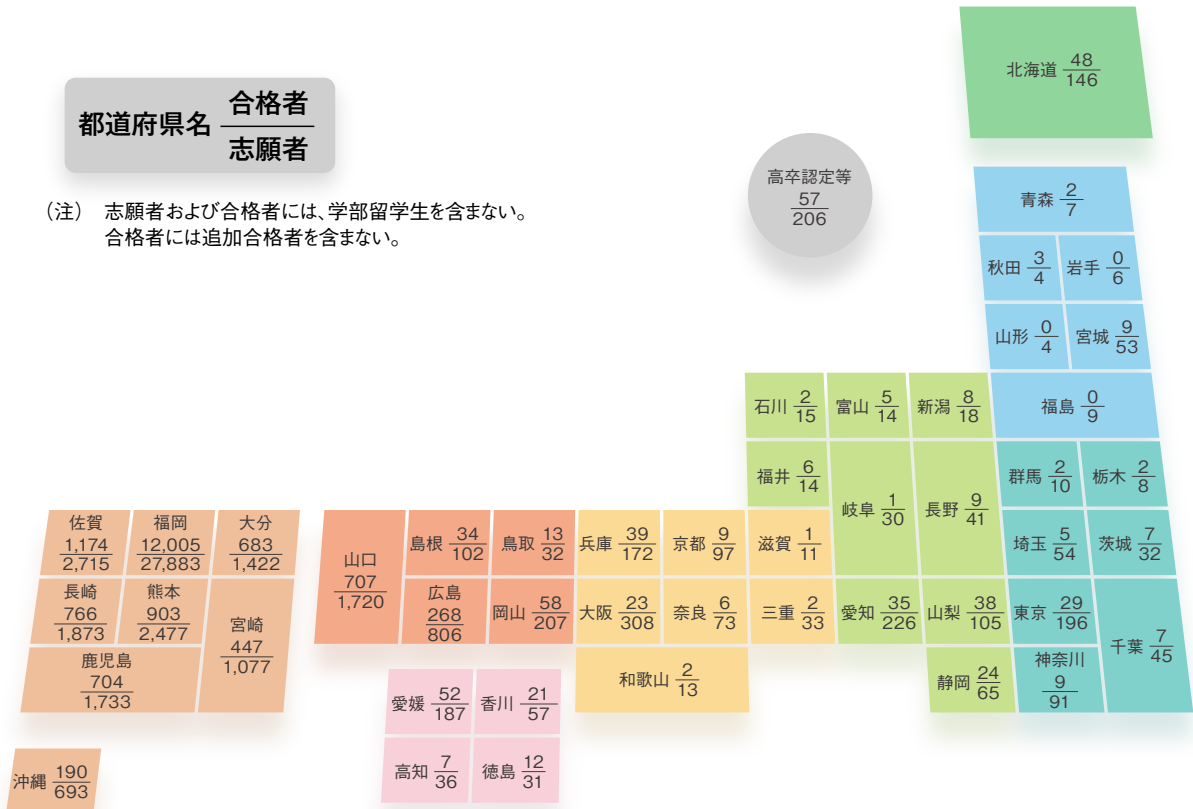 都道府県名 合格者
志願者
(注) 志願者および合格者には、学部留学生を含まない。
合格者には追加合格者を含まない。
北海道 48
146
高卒認定等
57
206
青森 2
7
秋田 3
4
岩手 0
6
山形 0
4
宮城 9
53
福島 0
9
石川 2
15
富山 5
14
新潟 8
18
福井 6
14
岐阜 1
30
長野 9
41
群馬 2
10
栃木 2
8
埼玉 5
54
茨城 7
32
愛知 35
226
山梨 38
105
東京 29
196
千葉 7
45
静岡 24
65
神奈川
9
91
兵庫 39
172
京都 9
97
滋賀 1
11
大阪 23
308
奈良 6
73
三重 2
33
和歌山 2
13
山口
707
1,720
島根 34
102
鳥取 13
32
広島
268
806
岡山 58
207
愛媛 52
187
香川 21
57
高知 7
36
徳島 12
31
佐賀
1,174
2,715
福岡
12,005
27,883
大分
683
1,422
長崎
766
1,873
熊本
903
2,477
宮崎
447
1,077
鹿児島
704
1,733
沖縄 190
693